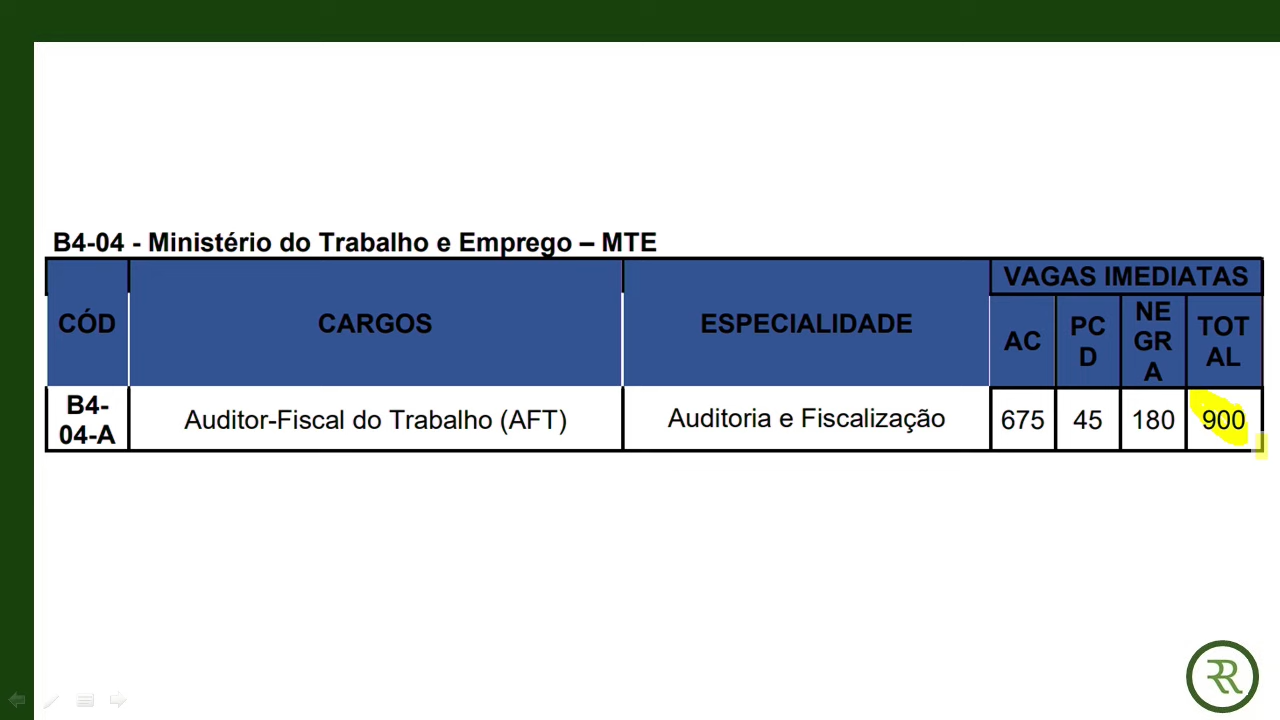 B4-04 - Ministério do Trabalho e Emprego – MTE
VAGAS IMEDIATAS
CÓD CARGOS ESPECIALIDADE AC PC
D NE
GR
A TOT
AL
B4-
04-A Auditor-Fiscal do Trabalho (AFT) Auditoria e Fiscalização 675 45 180 900